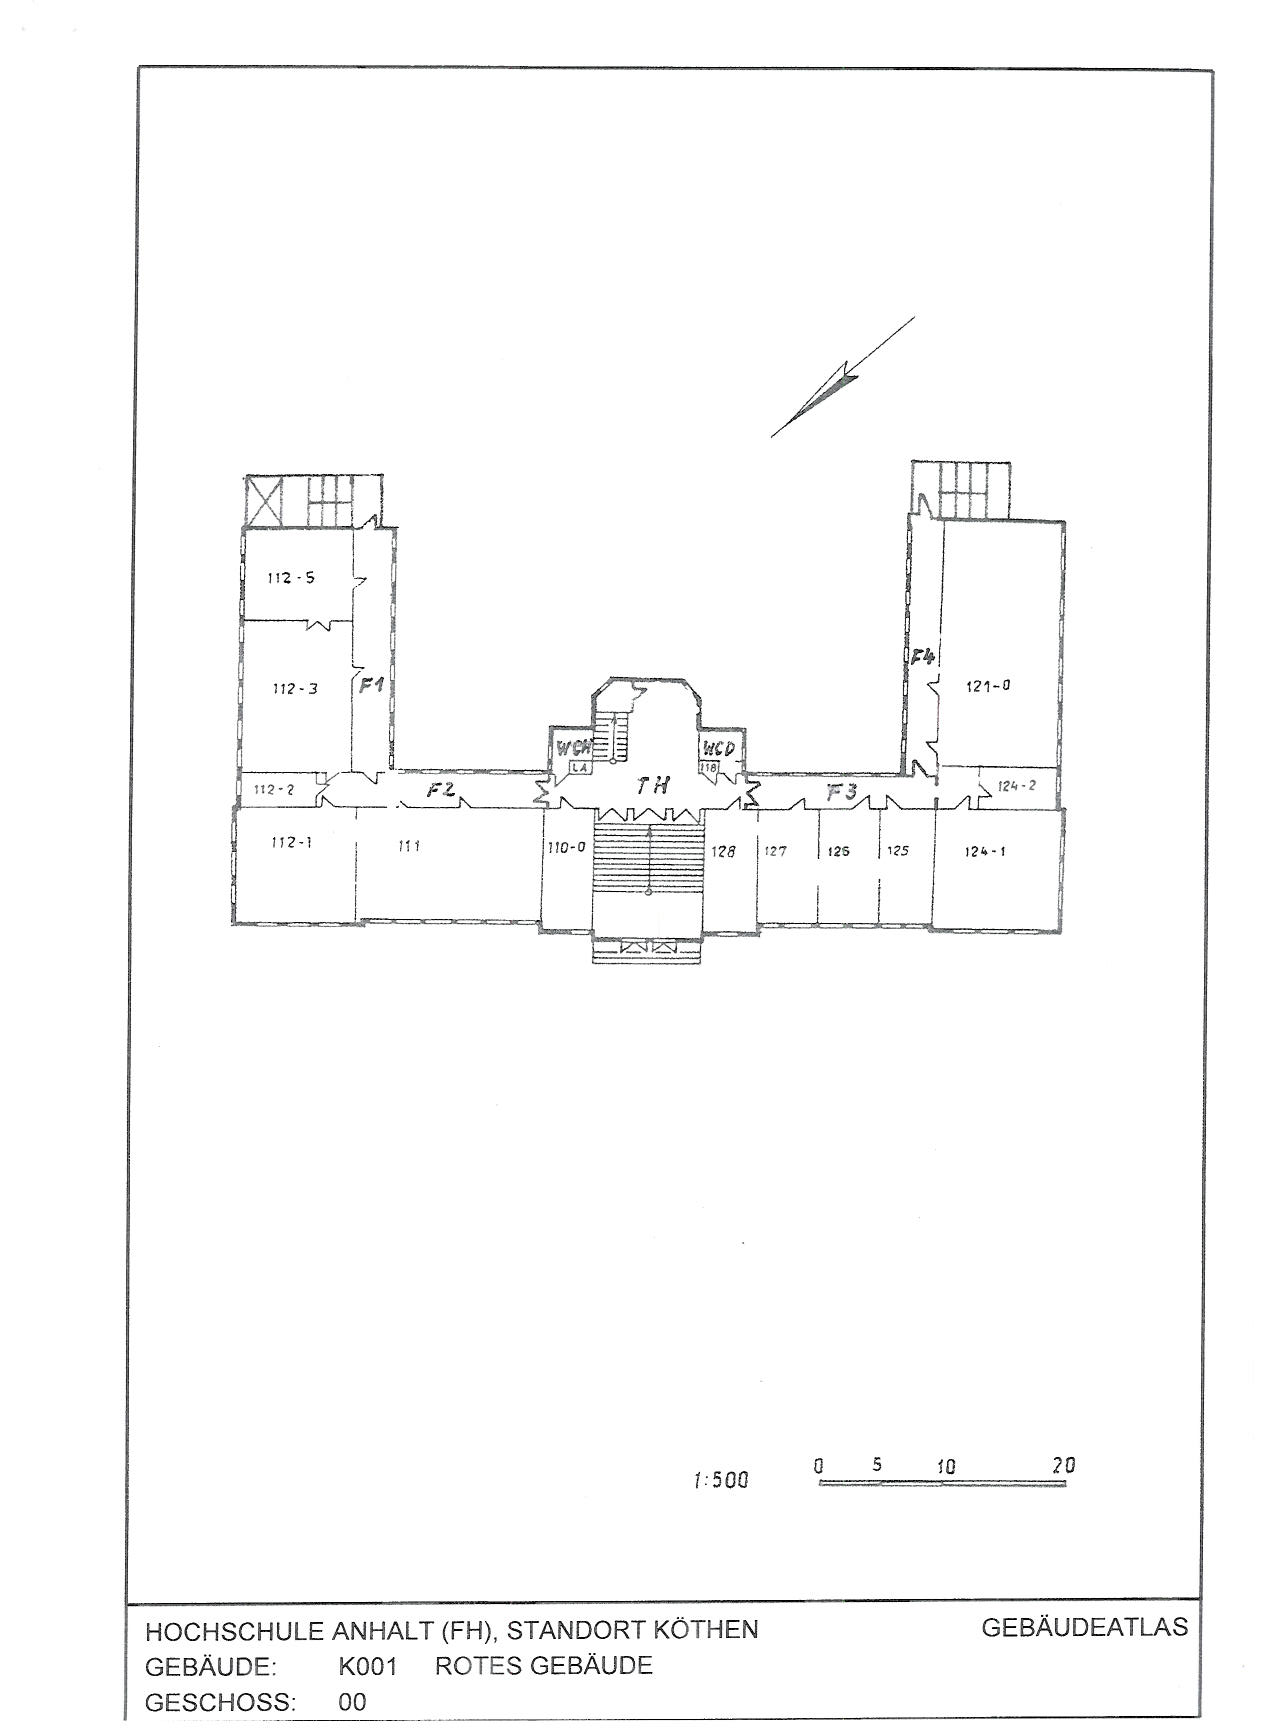 112-5
112-3
F1
F4
121-0
WCH
LA
WCD
118
TH
112-2
F2
F3
124-2
112-1
111
110-0
128
127
126
125
124-1
1:500
0 5 10 20
HOCHSCHULE ANHALT (FH), STANDORT KÖTHEN GEBÄUDEATLAS
GEBÄUDE: K001 ROTES GEBÄUDE
GESCHOSS: 00